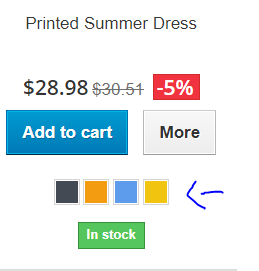 Printed Summer Dress
$28.98 $30.51 -5%
Add to cart More
In stock